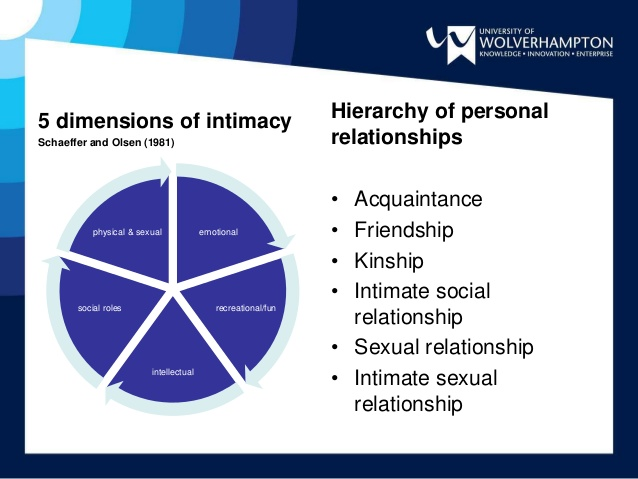 UNIVERSITY OF
WOLVERHAMPTON
KNOWLEDGE • INNOVATION • ENTERPRISE
5 dimensions of intimacy
Schaeffer and Olsen (1981)
physical & sexual
emotional
social roles
recreational/fun
intellectual
Hierarchy of personal
relationships
• Acquaintance
• Friendship
• Kinship
• Intimate social
relationship
• Sexual relationship
• Intimate sexual
relationship